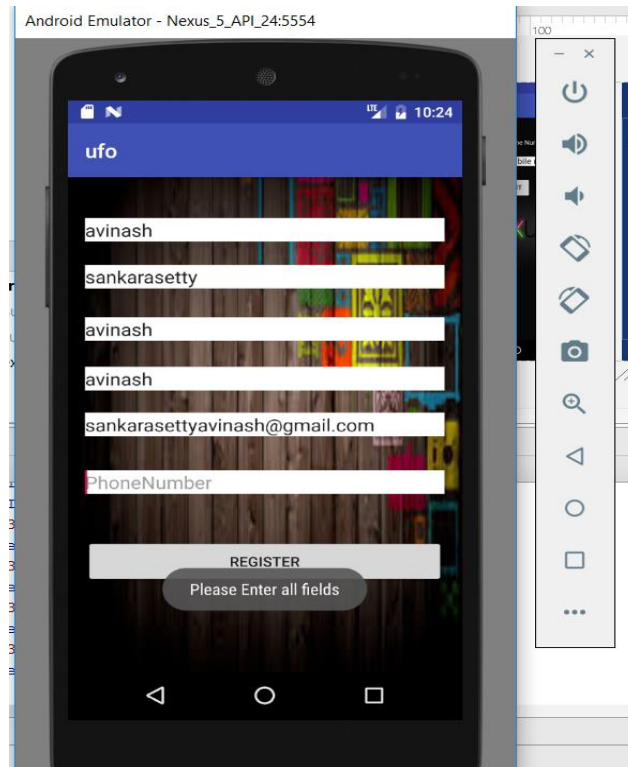 Android Emulator - Nexus_5_API_24:5554
100
LTE 10:24
ufo
avinash
sankarasetty
avinash
avinash
sankarasettyavinash@gmail.com
PhoneNumber
REGISTER
Please Enter all fields